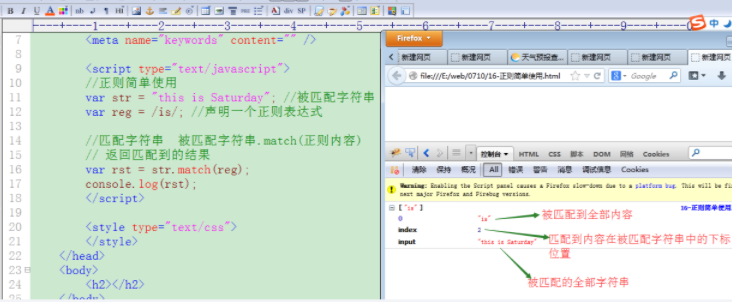 B I U A ab ¶ Hi div SP
----+----1----+----2----+----3----+----4----+----5----+----6----+----7----+----8----+----9----+----0
中
7 <meta name="keywords" content="" />
8
9 <script type="text/javascript">
10 //正则简单使用
11 var str = "this is Saturday"; //被匹配字符串
12 var reg = /is/; //声明一个正则表达式
13
14 //匹配字符串 被匹配字符串.match(正则内容)
15 // 返回匹配到的结果
16 var rst = str.match(reg);
17 console.log(rst);
18 </script>
19
20 <style type="text/css">
21 </style>
22 </head>
23 <body>
24 <h2></h2>
25 </body>
Firefox
新建网页 新建网页 天气预报查... 新建网页 新建网页 新建网页
file:///E:/web/0710/16-正则简单使用.html Google
控制台 HTML CSS 脚本 DOM 网络 Cookies
清除 保持 概况 All 错误 警告 消息 调试信息 Cookies
Warning: Enabling the Script panel causes a Firefox slow-down due to a platform bug. This will be fi
next major Firefox and Firebug versions.
["is"] 16-正则简单使用
0 "is" 被匹配到全部内容
index 2 匹配到内容在被匹配字符串中的下标位置
input "this is Saturday"
被匹配的全部字符串